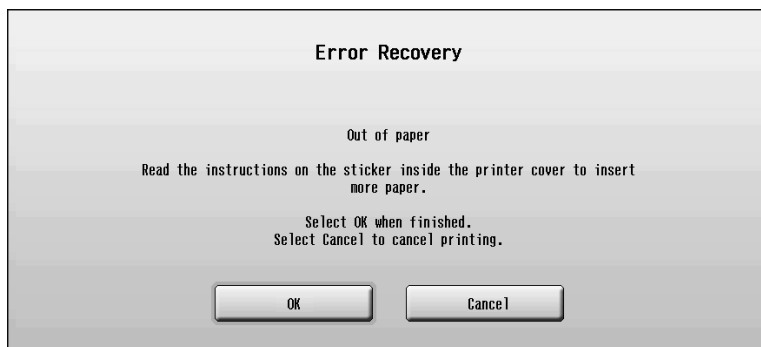 Error Recovery
Out of paper
Read the instructions on the sticker inside the printer cover to insert
more paper.
Select OK when finished.
Select Cancel to cancel printing.
OK
Cancel